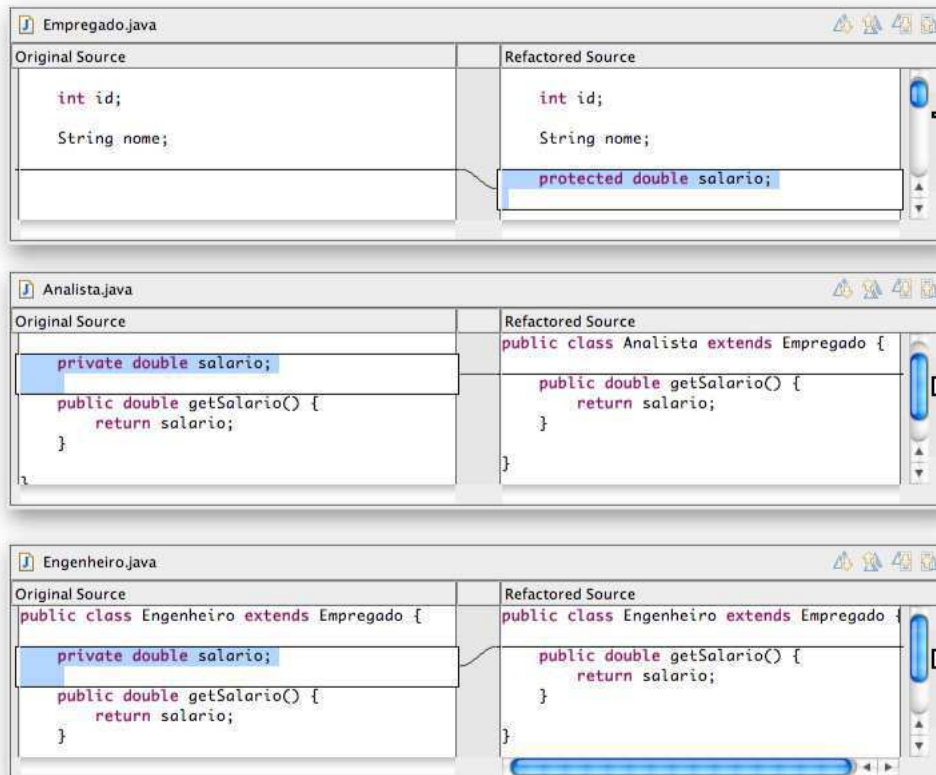 Empregado.java
Original Source
Refactored Source
int id;
String nome;
int id;
String nome;
protected double salario;
Analista.java
Original Source
Refactored Source
private double salario;
public double getSalario() {
return salario;
}
}
public class Analista extends Empregado {
public double getSalario() {
return salario;
}
}
Engenheiro.java
Original Source
Refactored Source
public class Engenheiro extends Empregado {
private double salario;
public double getSalario() {
return salario;
}
public class Engenheiro extends Empregado {
public double getSalario() {
return salario;
}
}